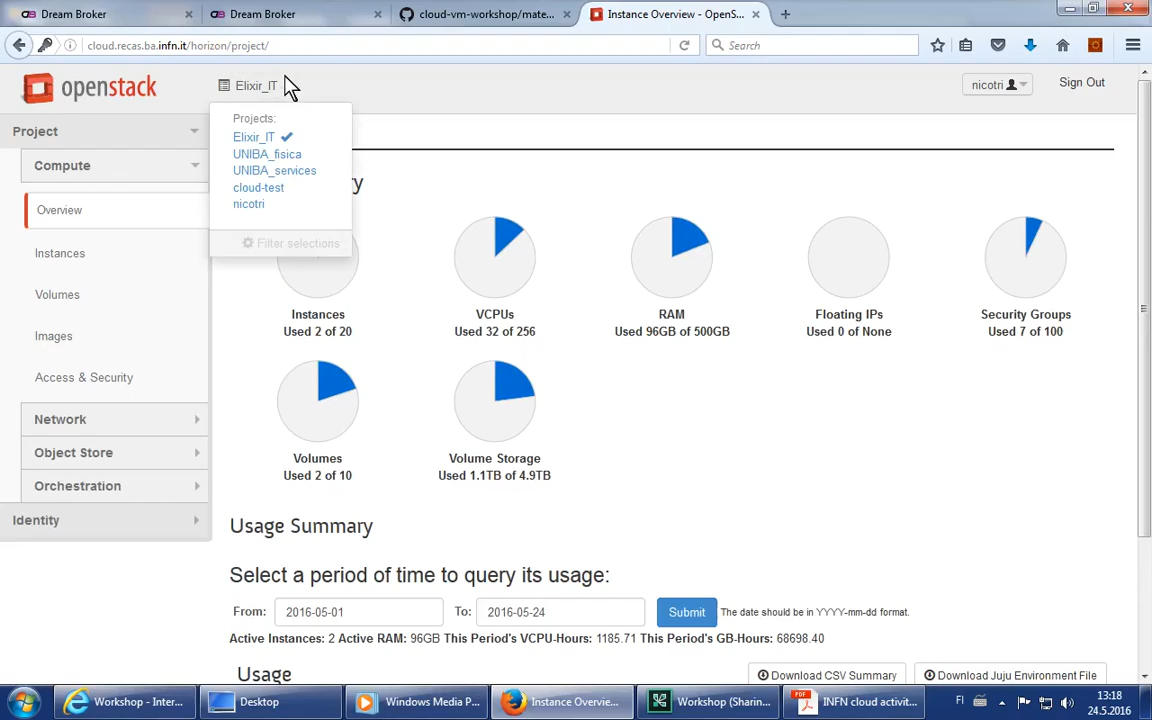 Dream Broker
Dream Broker
cloud-vm-workshop/mate...
Instance Overview - OpenS...
cloud.recas.ba.infn.it/horizon/project/
Search
openstack
Elixir_IT
nicotri
Sign Out
Project
Compute
Overview
Instances
Volumes
Images
Access & Security
Network
Object Store
Orchestration
Identity
Projects:
Elixir_IT
UNIBA_fisica
UNIBA_services
cloud-test
nicotri
Filter selections
y
Instances
Used 2 of 20
VCPUs
Used 32 of 256
RAM
Used 96GB of 500GB
Floating IPs
Used 0 of None
Security Groups
Used 7 of 100
Volumes
Used 2 of 10
Volume Storage
Used 1.1TB of 4.9TB
Usage Summary
Select a period of time to query its usage:
From: 2016-05-01 To: 2016-05-24 Submit The date should be in YYYY-mm-dd format.
Active Instances: 2 Active RAM: 96GB This Period's VCPU-Hours: 1185.71 This Period's GB-Hours: 68698.40
Usage
Download CSV Summary
Download Juju Environment File
Workshop - Inter...
Desktop
Windows Media P...
Instance Overvie...
Workshop (Sharin...
INFN cloud activit...
FI
13:18
24.5.2016